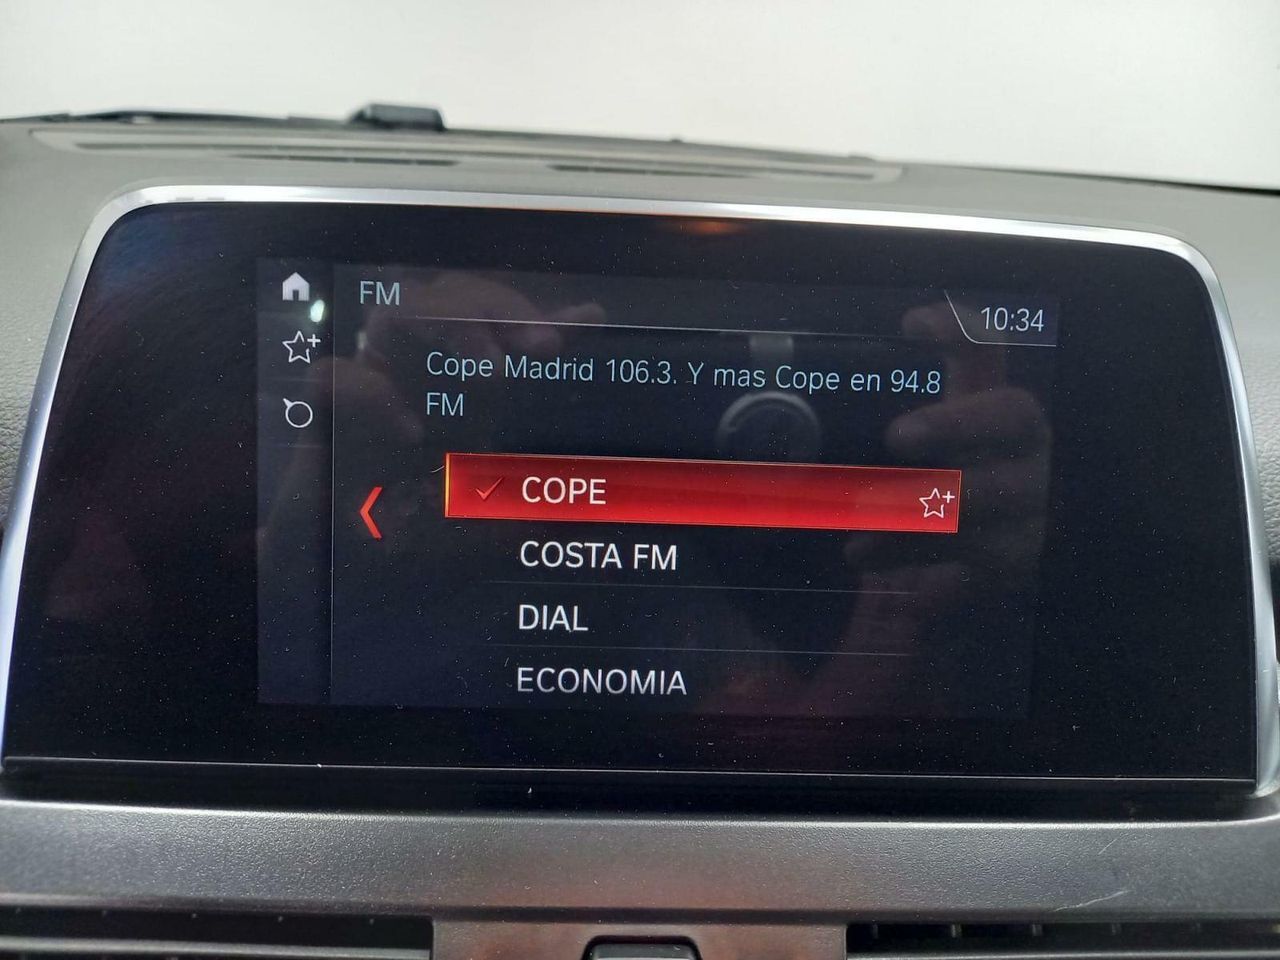 FM
10:34
Cope Madrid 106.3. Y mas Cope en 94.8
FM
COPE
COSTA FM
DIAL
ECONOMIA